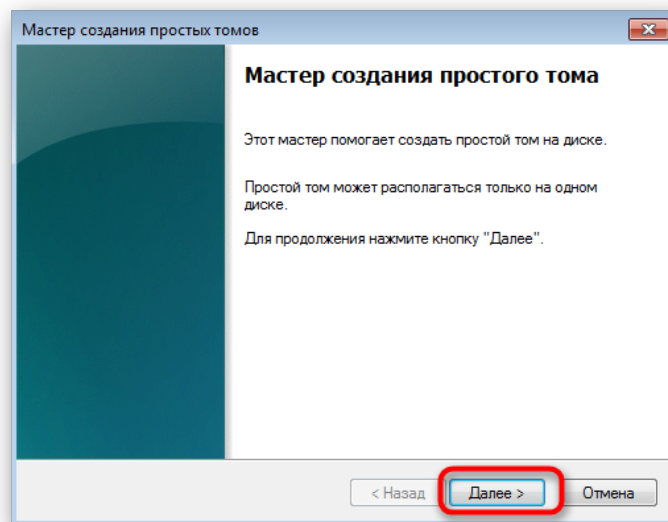 Мастер создания простых томов
Мастер создания простого тома
Этот мастер помогает создать простой том на диске.
Простой том может располагаться только на одном
диске.
Для продолжения нажмите кнопку "Далее".
< Назад
Далее >
Отмена